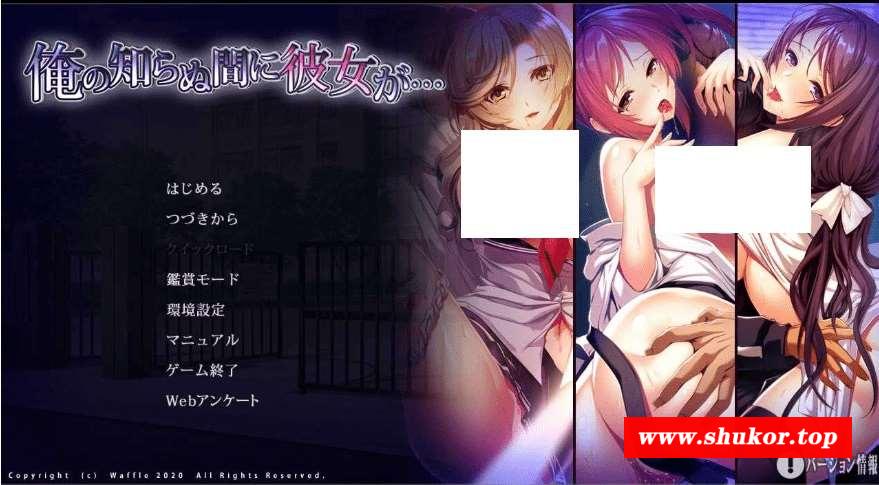 俺の知らぬ間に彼女が…
はじめる
つづきから
クイックロード
鑑賞モード
環境設定
マニュアル
ゲーム終了
Webアンケート
www.shukor.top
バージョン情報
Copyright (c) Waffle 2020 All Rights Reserved.